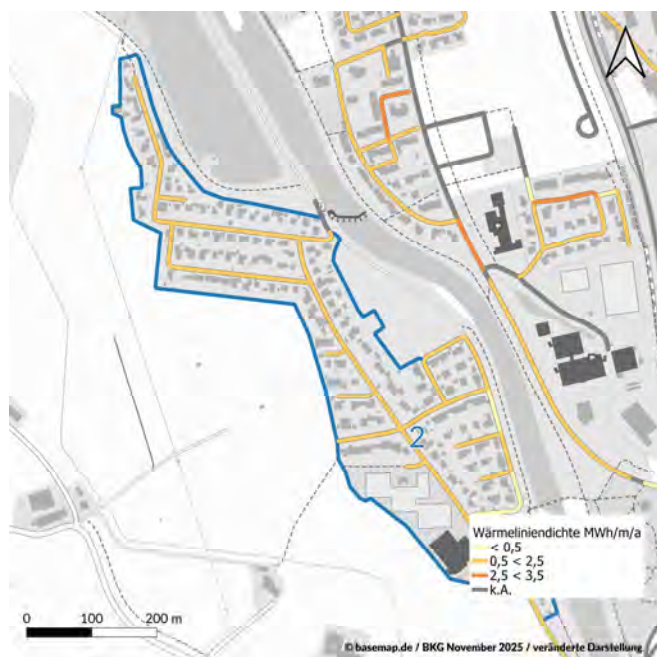 2
Wärmeliniendichte MWh/m/a
< 0,5
0,5 < 2,5
2,5 < 3,5
k.A.
0 100 200 m
© basemap.de / BKG November 2025 / veränderte Darstellung